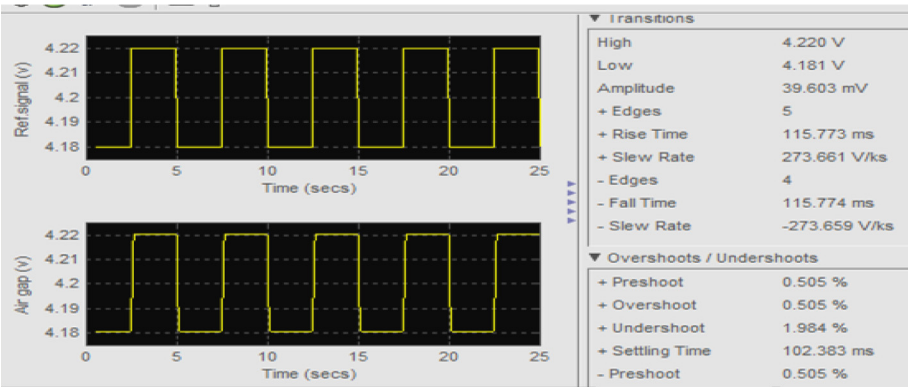 4.22
4.21
4.2
4.19
4.18
Ref.signal (v)
0 5 10 15 20 25
Time (secs)
4.22
4.21
4.2
4.19
4.18
Air gap (v)
0 5 10 15 20 25
Time (secs)
▼ Transitions
High 4.220 V
Low 4.181 V
Amplitude 39.603 mV
+ Edges 5
+ Rise Time 115.773 ms
+ Slew Rate 273.661 V/ks
- Edges 4
- Fall Time 115.774 ms
- Slew Rate -273.659 V/ks
▼ Overshoots / Undershoots
+ Preshoot 0.505 %
+ Overshoot 0.505 %
+ Undershoot 1.984 %
+ Settling Time 102.383 ms
- Preshoot 0.505 %